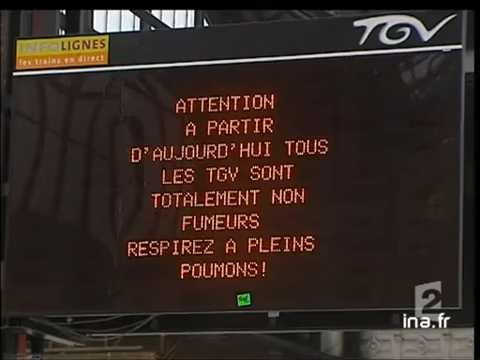 INFOLIGNES
les trains en direct
TGV
ATTENTION
A PARTIR
D'AUJOURD'HUI TOUS
LES TGV SONT
TOTALEMENT NON
FUMEURS
RESPIREZ A PLEINS
POUMONS!
2
ina.fr